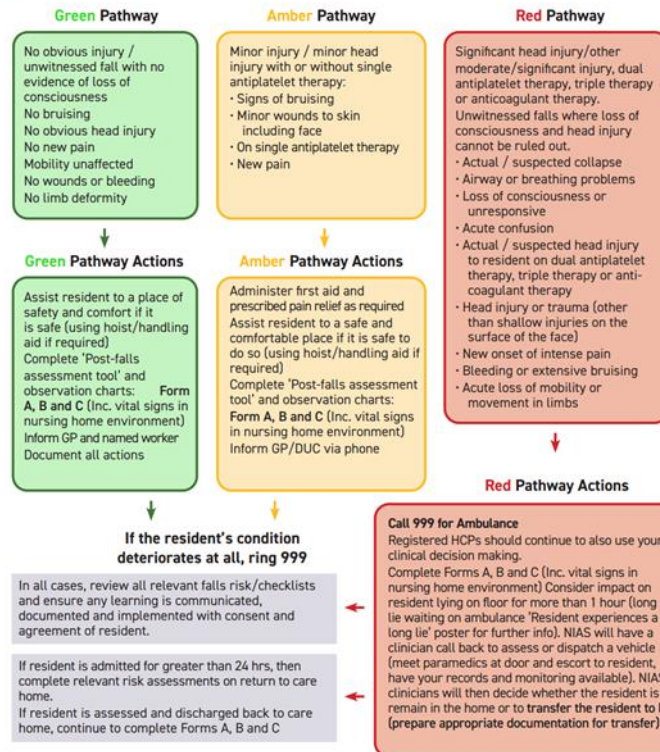 Green Pathway
No obvious injury /
unwitnessed fall with no
evidence of loss of
consciousness
No bruising
No obvious head injury
No new pain
Mobility unaffected
No wounds or bleeding
No limb deformity
Amber Pathway
Minor injury / minor head
injury with or without single
antiplatelet therapy:
• Signs of bruising
• Minor wounds to skin
including face
• On single antiplatelet therapy
• New pain
Red Pathway
Significant head injury/other
moderate/significant injury, dual
antiplatelet therapy, triple therapy
or anticoagulant therapy.
Unwitnessed falls where loss of
consciousness and head injury
cannot be ruled out.
• Actual / suspected collapse
• Airway or breathing problems
• Loss of consciousness or
unresponsive
• Acute confusion
• Actual / suspected head injury
to resident on dual antiplatelet
therapy, triple therapy or anti-
coagulant therapy
• Head injury or trauma (other
than shallow injuries on the
surface of the face)
• New onset of intense pain
• Bleeding or extensive bruising
• Acute loss of mobility or
movement in limbs
Green Pathway Actions
Assist resident to a place of
safety and comfort if it
is safe (using hoist/handling
aid if required)
Complete 'Post-falls
assessment tool' and
observation charts: Form
A, B and C (Inc. vital signs in
nursing home environment)
Inform GP and named worker
Document all actions
Amber Pathway Actions
Administer first aid and
prescribed pain relief as required
Assist resident to a safe and
comfortable place if it is safe to
do so (using hoist/handling aid if
required)
Complete 'Post-falls assessment
tool' and observation charts:
Form A, B and C (Inc. vital signs
in nursing home environment)
Inform GP/DUC via phone
Red Pathway Actions
Call 999 for Ambulance
Registered HCPs should continue to also use your
clinical decision making.
Complete Forms A, B and C (Inc. vital signs in
nursing home environment) Consider impact on
resident lying on floor for more than 1 hour (long
lie waiting on ambulance 'Resident experiences a
long lie' poster for further info). NIAS will have a
clinician call back to assess or dispatch a vehicle
(meet paramedics at door and escort to resident,
have your records and monitoring available). NIAS
clinicians will then decide whether the resident is
remain in the home or to transfer the resident to
(prepare appropriate documentation for transfer)
If the resident's condition
deteriorates at all, ring 999
In all cases, review all relevant falls risk/checklists
and ensure any learning is communicated,
documented and implemented with consent and
agreement of resident.
If resident is admitted for greater than 24 hrs, then
complete relevant risk assessments on return to care
home.
If resident is assessed and discharged back to care
home, continue to complete Forms A, B and C